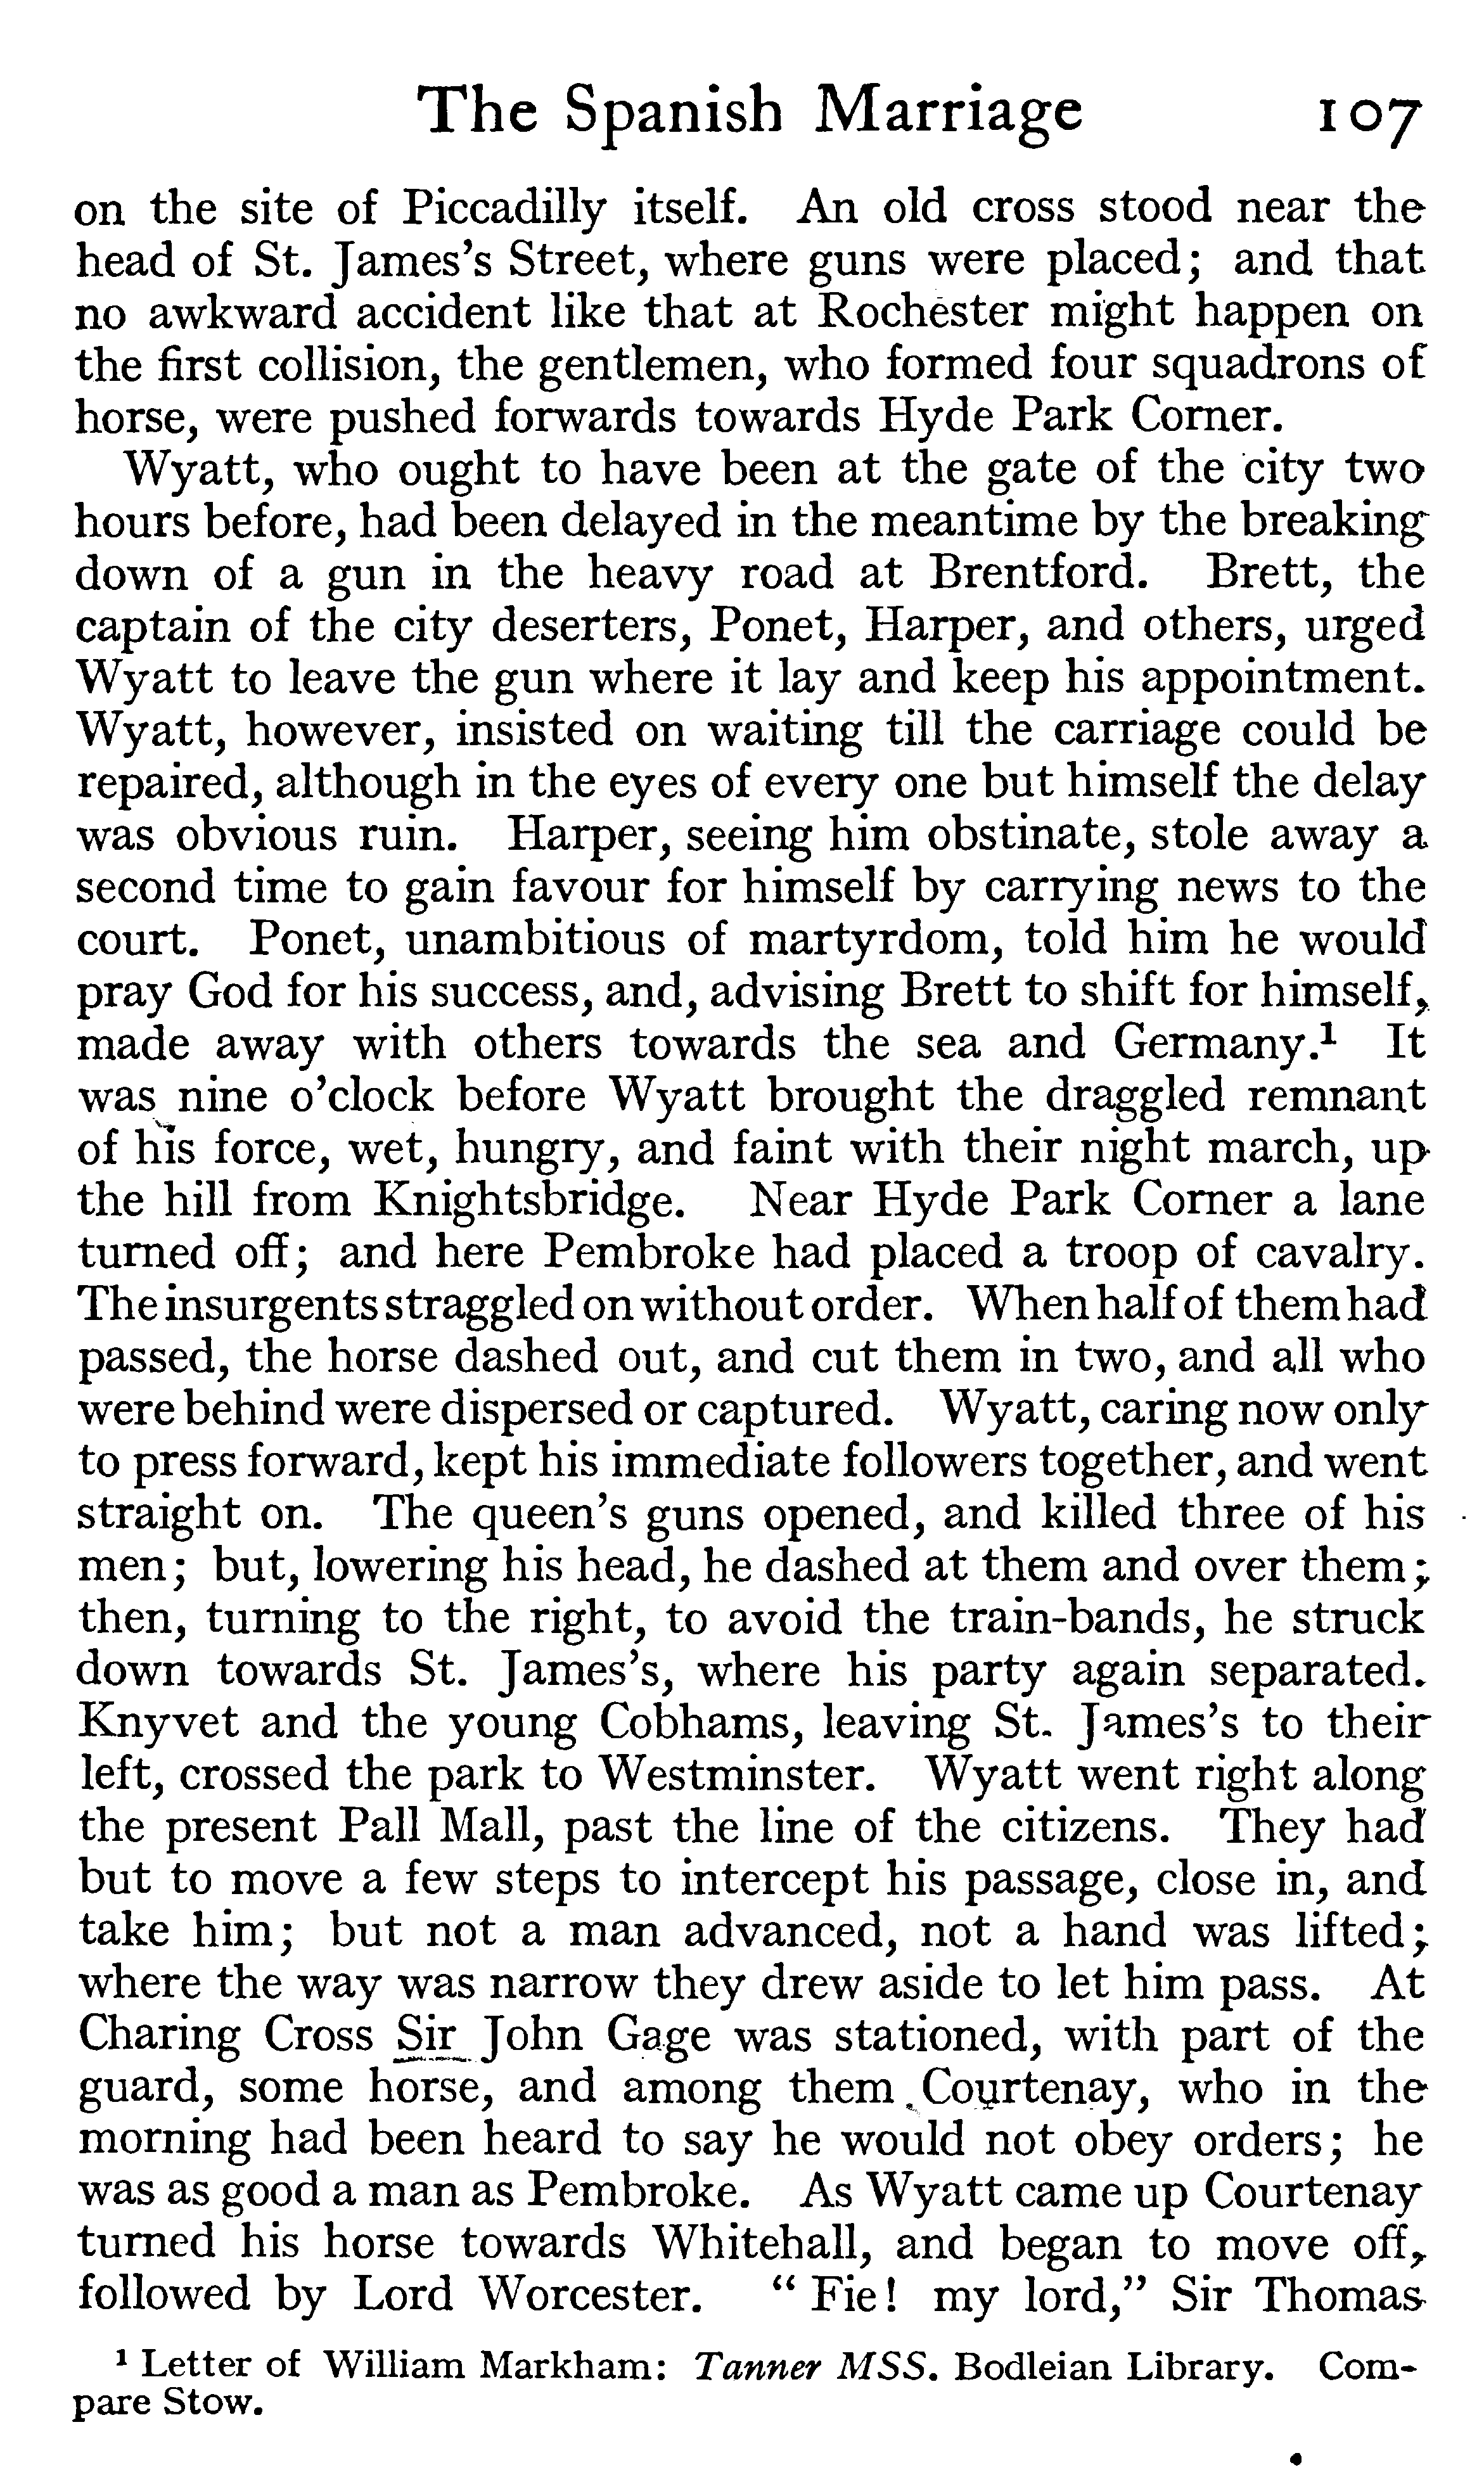 The Spanish Marriage 107
on the site of Piccadilly itself. An old cross stood near the
head of St. James's Street, where guns were placed; and that
no awkward accident like that at Rochester might happen on
the first collision, the gentlemen, who formed four squadrons of
horse, were pushed forwards towards Hyde Park Corner.
Wyatt, who ought to have been at the gate of the city two
hours before, had been delayed in the meantime by the breaking
down of a gun in the heavy road at Brentford. Brett, the
captain of the city deserters, Ponet, Harper, and others, urged
Wyatt to leave the gun where it lay and keep his appointment.
Wyatt, however, insisted on waiting till the carriage could be
repaired, although in the eyes of every one but himself the delay
was obvious ruin. Harper, seeing him obstinate, stole away a
second time to gain favour for himself by carrying news to the
court. Ponet, unambitious of martyrdom, told him he would
pray God for his success, and, advising Brett to shift for himself,
made away with others towards the sea and Germany.¹ It
was nine o'clock before Wyatt brought the draggled remnant
of his force, wet, hungry, and faint with their night march, up
the hill from Knightsbridge. Near Hyde Park Corner a lane
turned off; and here Pembroke had placed a troop of cavalry.
The insurgents straggled on without order. When half of them had
passed, the horse dashed out, and cut them in two, and all who
were behind were dispersed or captured. Wyatt, caring now only
to press forward, kept his immediate followers together, and went
straight on. The queen's guns opened, and killed three of his
men; but, lowering his head, he dashed at them and over them;
then, turning to the right, to avoid the train-bands, he struck
down towards St. James's, where his party again separated.
Knyvet and the young Cobhams, leaving St. James's to their
left, crossed the park to Westminster. Wyatt went right along
the present Pall Mall, past the line of the citizens. They had
but to move a few steps to intercept his passage, close in, and
take him; but not a man advanced, not a hand was lifted;
where the way was narrow they drew aside to let him pass. At
Charing Cross Sir John Gage was stationed, with part of the
guard, some horse, and among them Courtenay, who in the
morning had been heard to say he would not obey orders; he
was as good a man as Pembroke. As Wyatt came up Courtenay
turned his horse towards Whitehall, and began to move off,
followed by Lord Worcester. "Fie! my lord," Sir Thomas
¹ Letter of William Markham: Tanner MSS. Bodleian Library. Com-
pare Stow.